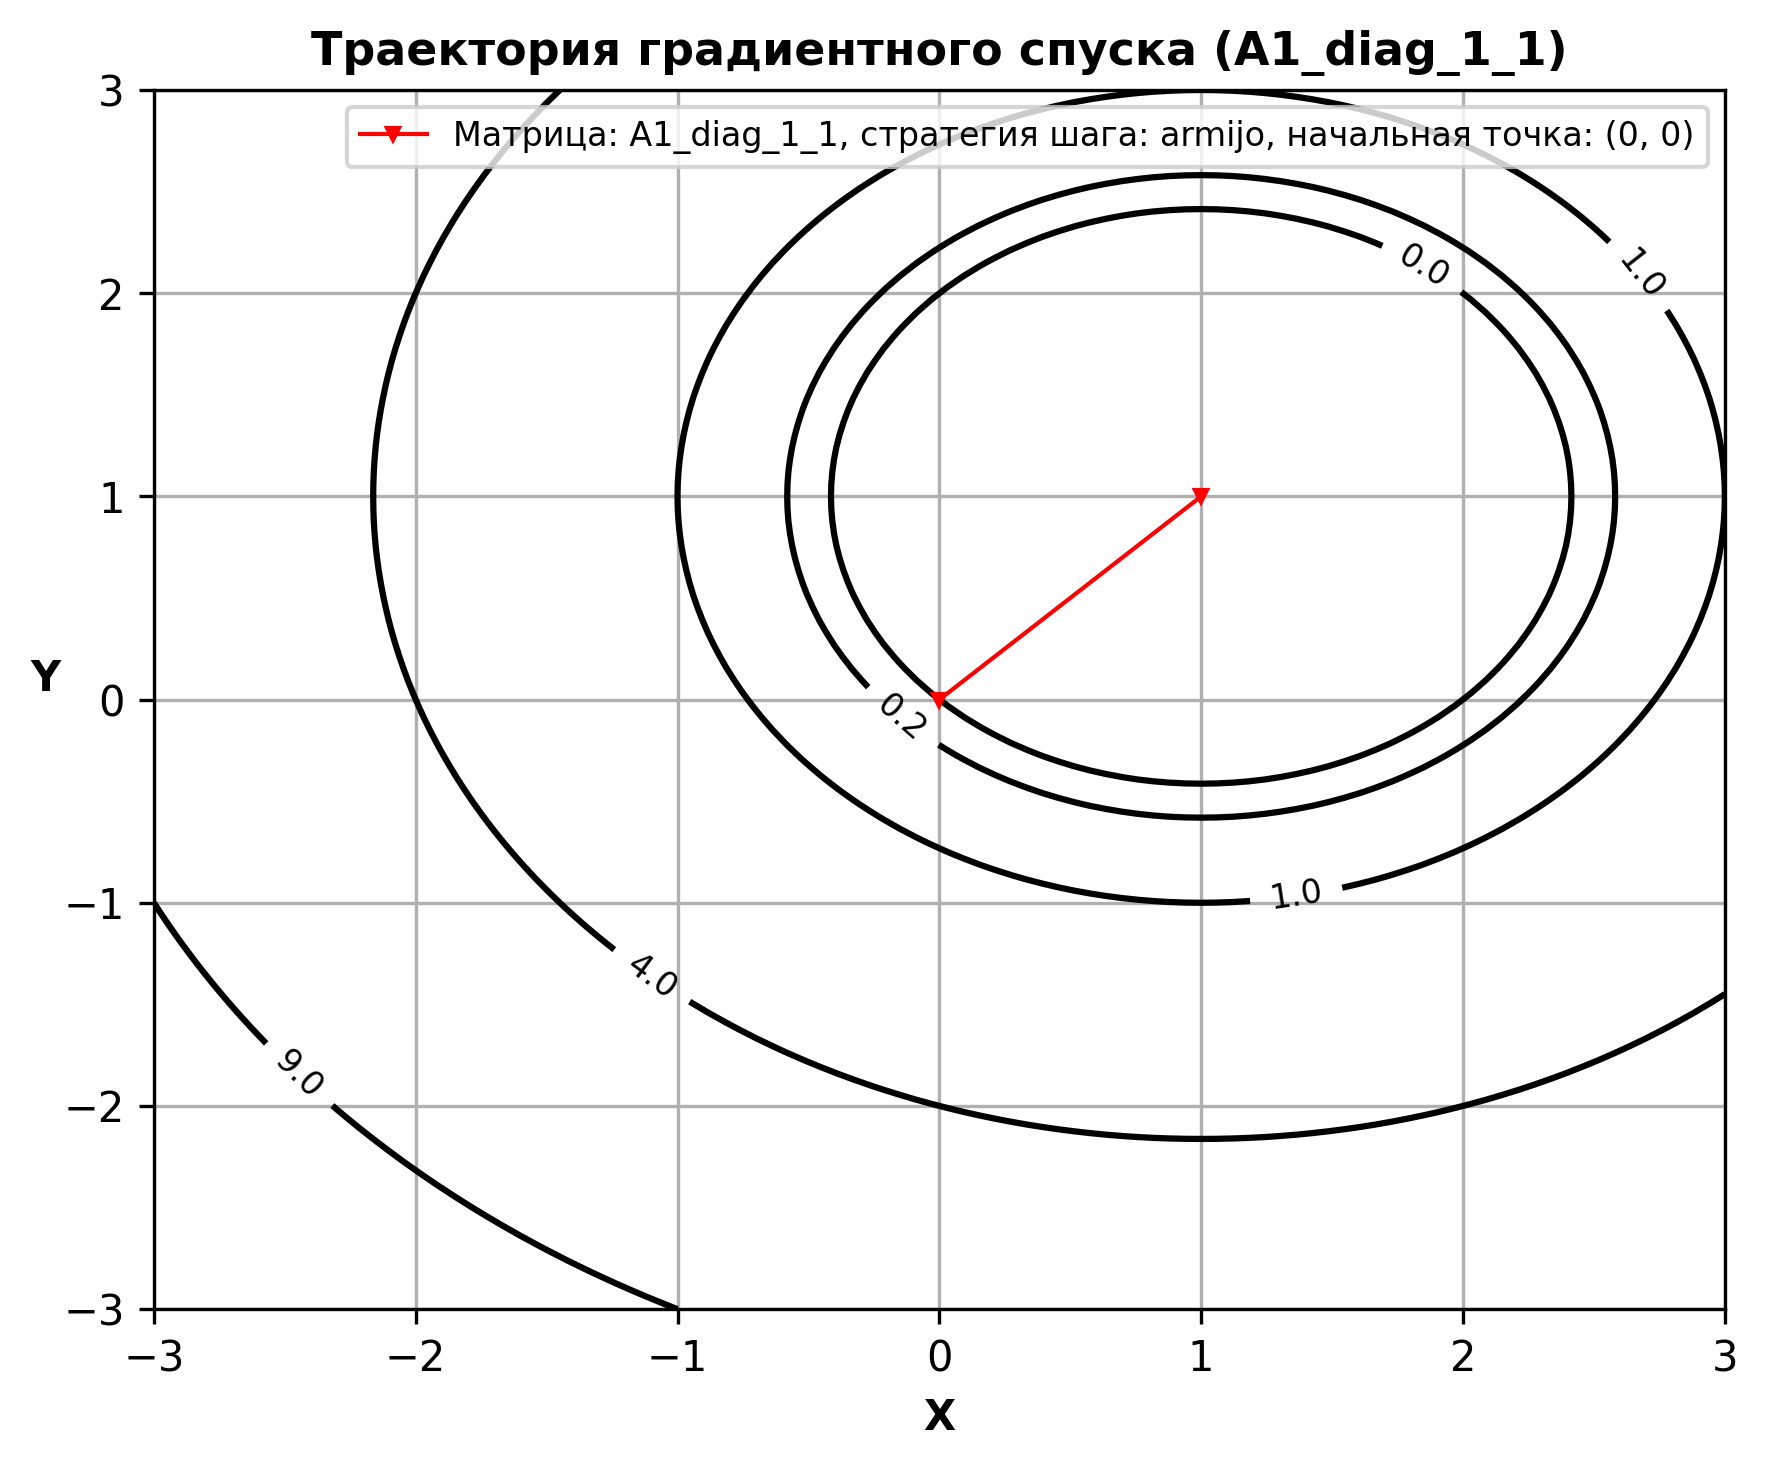 Траектория градиентного спуска (A1_diag_1_1)
Матрица: A1_diag_1_1, стратегия шага: armijo, начальная точка: (0, 0)
3
0.0
1.0
2
1
Y
0
0.2
−1
1.0
4.0
9.0
−2
−3
−3 −2 −1 0 1 2 3
X